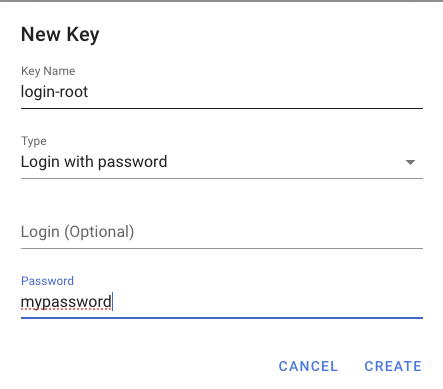 New Key
Key Name
login-root
Type
Login with password
Login (Optional)
Password
mypassword
CANCEL CREATE